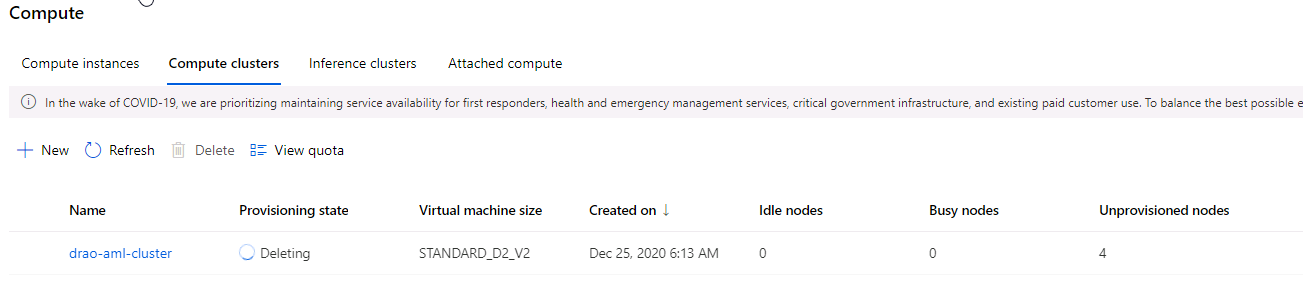 Compute
Compute instances Compute clusters Inference clusters Attached compute
In the wake of COVID-19, we are prioritizing maintaining service availability for first responders, health and emergency management services, critical government infrastructure, and existing paid customer use. To balance the best possible e
New Refresh Delete View quota
Name Provisioning state Virtual machine size Created on ↓ Idle nodes Busy nodes Unprovisioned nodes
drao-aml-cluster Deleting STANDARD_D2_V2 Dec 25, 2020 6:13 AM 0 0 4